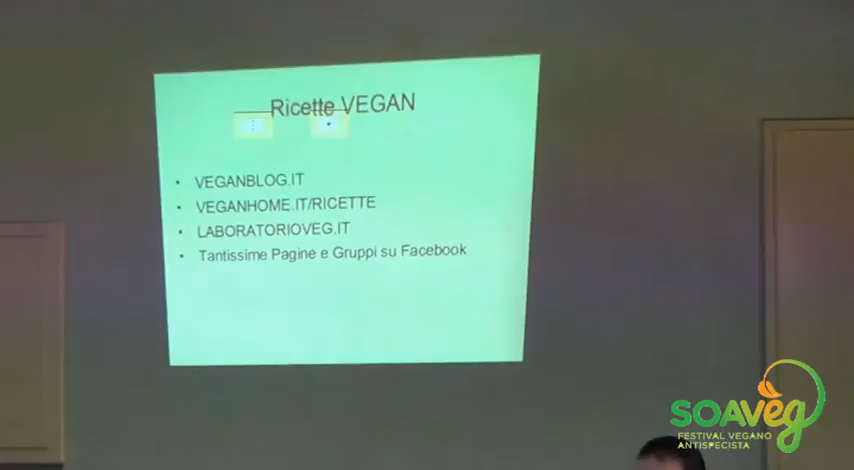 Ricette VEGAN
• VEGANBLOG.IT
• VEGANHOME.IT/RICETTE
• LABORATORIOVEG.IT
• Tantissime Pagine e Gruppi su Facebook
SOAVEG
FESTIVAL VEGANO
ANTISPECISTA